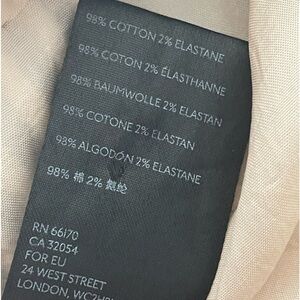 98% COTTON 2% ELASTANE
98% COTON 2% ÉLASTHANNE
98% BAUMWOLLE 2% ELASTAN
98% COTONE 2% ELASTAN
98% ALGODÓN 2% ELASTANE
98% 棉 2% 氨纶
RN 66170
CA 32054
FOR EU
24 WEST STREET
LONDON,